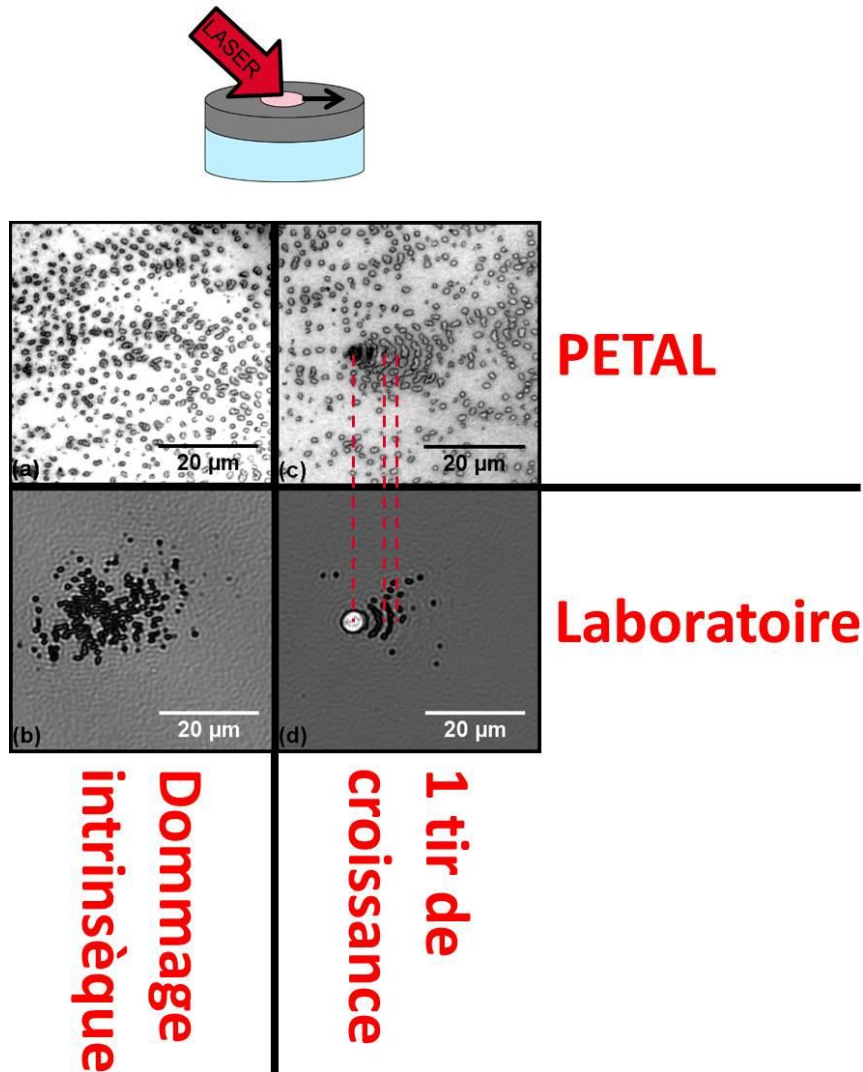 LASER
(a)
20 µm
(c)
20 µm
PETAL
(b)
20 µm
(d)
20 µm
Laboratoire
Dommage
intrinsèque
1 tir de
croissance